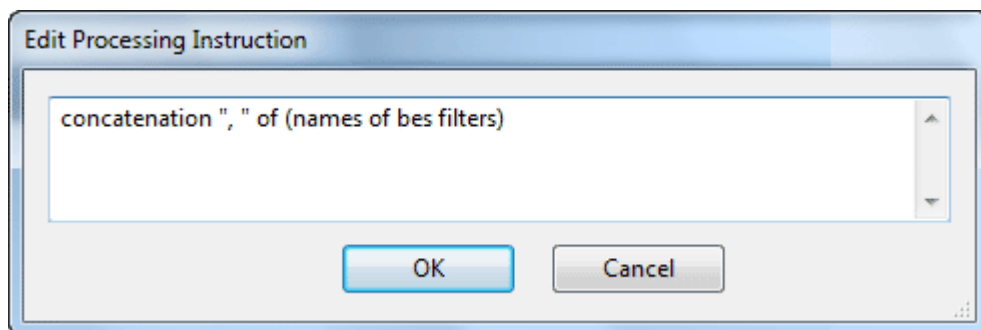 Edit Processing Instruction
concatenation ", " of (names of bes filters)
OK
Cancel